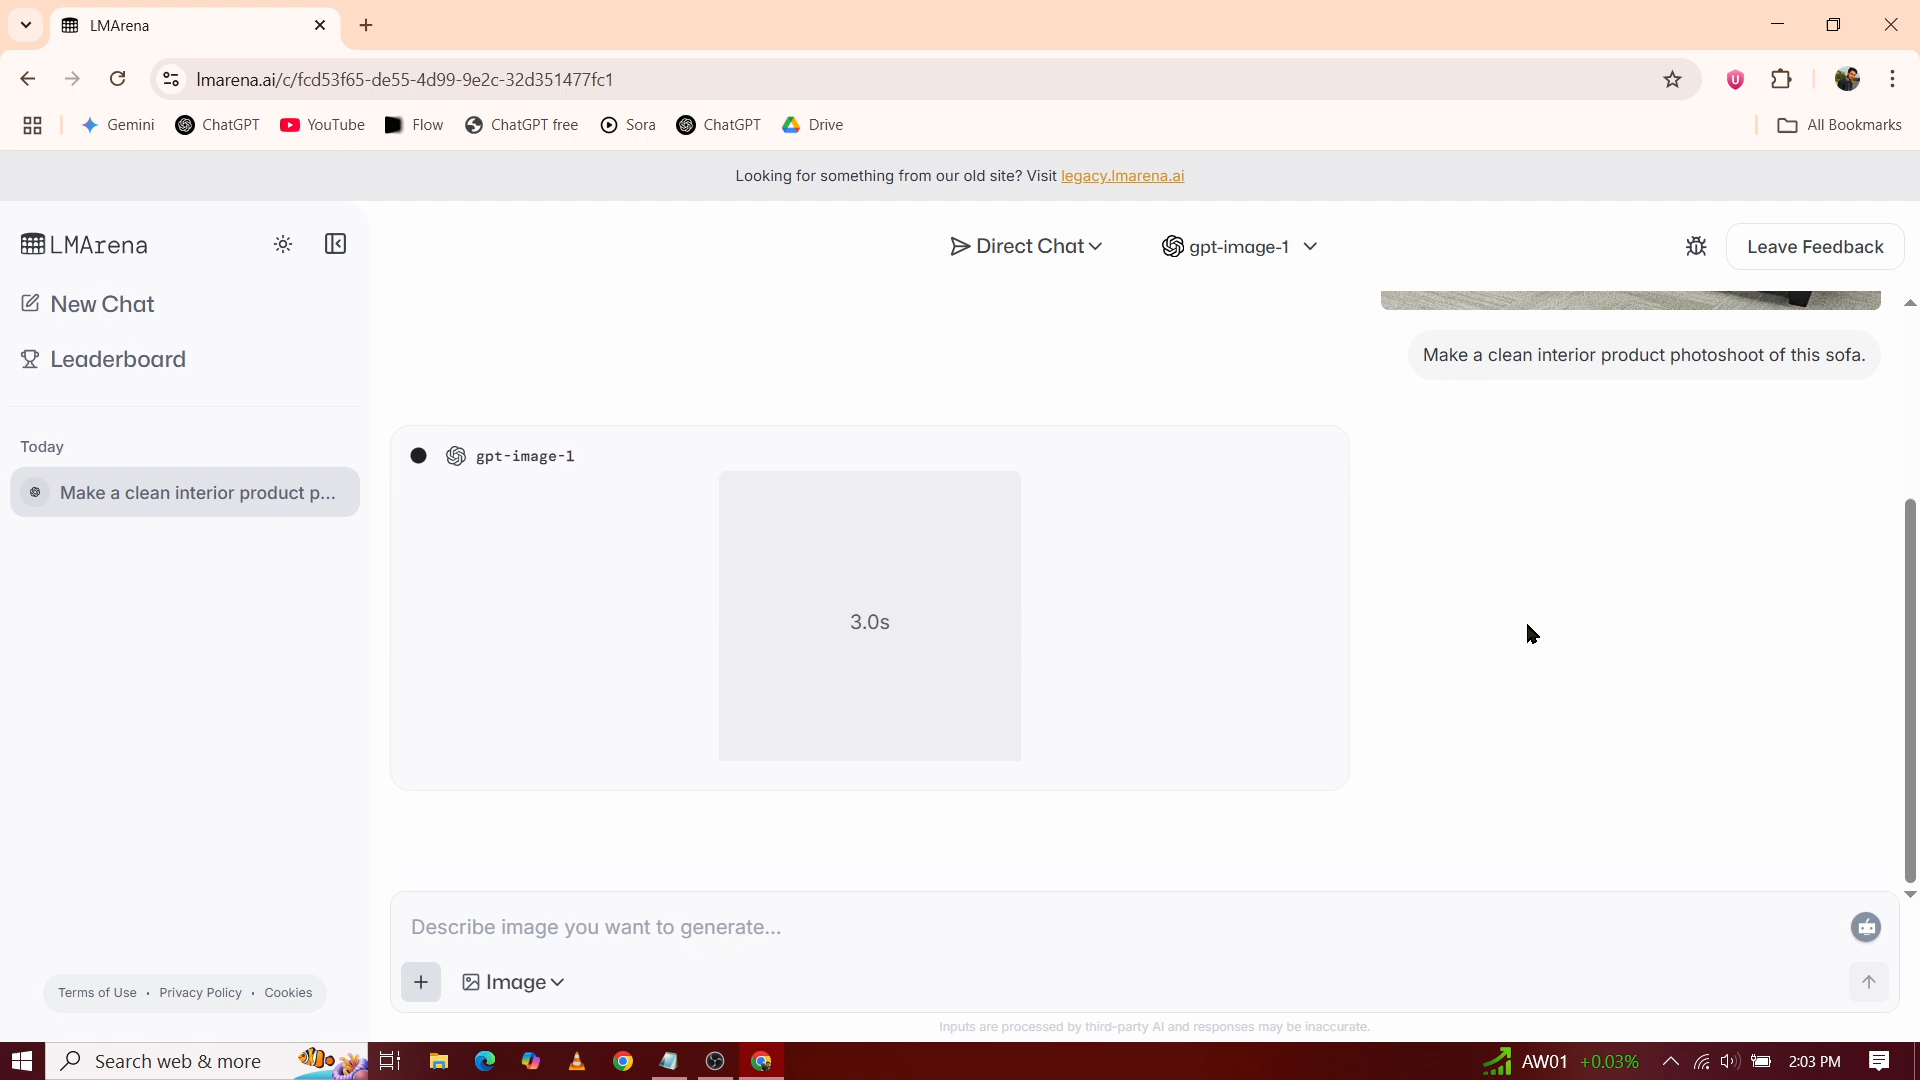 LMArena
lmarena.ai/c/fcd53f65-de55-4d99-9e2c-32d351477fc1
Gemini
ChatGPT
YouTube
Flow
ChatGPT free
Sora
ChatGPT
Drive
All Bookmarks
Looking for something from our old site? Visit legacy.lmarena.ai
LMArena
Direct Chat
gpt-image-1
Leave Feedback
New Chat
Leaderboard
Make a clean interior product photoshoot of this sofa.
Today
Make a clean interior product p...
gpt-image-1
3.0s
Describe image you want to generate...
Image
Terms of Use · Privacy Policy · Cookies
Inputs are processed by third-party AI and responses may be inaccurate.
Search web & more
AW01 +0.03%
2:03 PM